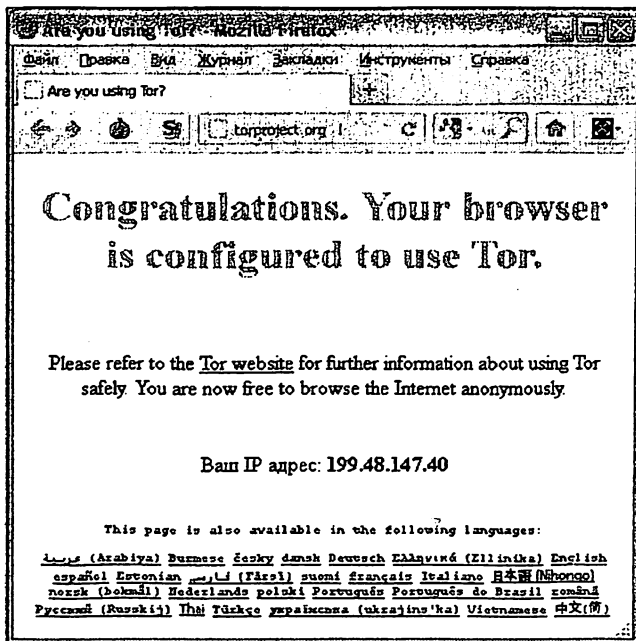 Are you using Tor? - Mozilla Firefox
Файл Правка Вид Журнал Закладки Инструменты Справка
Are you using Tor?
torproject.org
Congratulations. Your browser
is configured to use Tor.
Please refer to the Tor website for further information about using Tor
safely. You are now free to browse the Internet anonymously.
Ваш IP адрес: 199.48.147.40
This page is also available in the following languages:
عربية (Arabiya) Burmese česky dansk Deutsch Ελληνικά (Ellinika) English
español Estonian فارسی (Fārsī) suomi français Italiano 日本語 (Nihongo)
norsk (bokmål) Nederlands polski Português Português do Brasil română
Русский (Russkij) Thai Türkçe українська (ukrajins'ka) Vietnamese 中文(简)